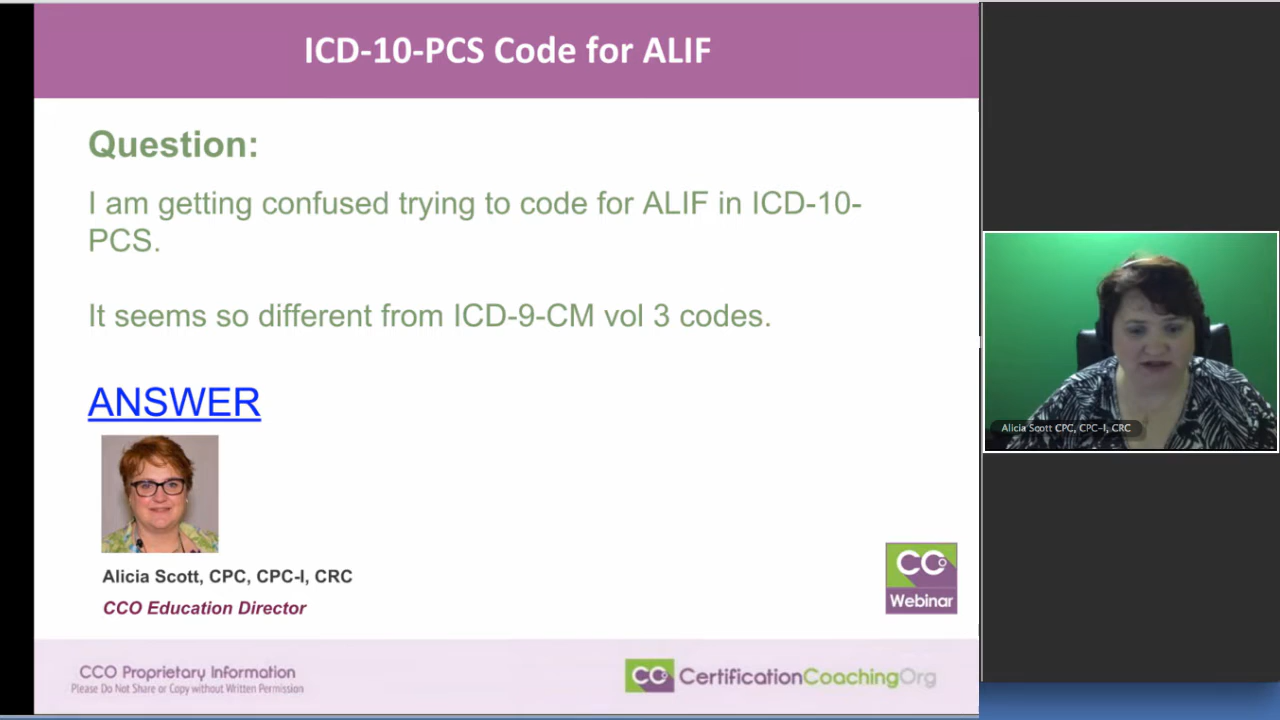 ICD-10-PCS Code for ALIF
Question:
I am getting confused trying to code for ALIF in ICD-10-
PCS.
It seems so different from ICD-9-CM vol 3 codes.
ANSWER
Alicia Scott, CPC, CPC-I, CRC
CCO Education Director
CCO
Webinar
CCO Proprietary Information
Please Do Not Share or Copy without Written Permission
CCO CertificationCoachingOrg
Alicia Scott CPC, CPC-I, CRC